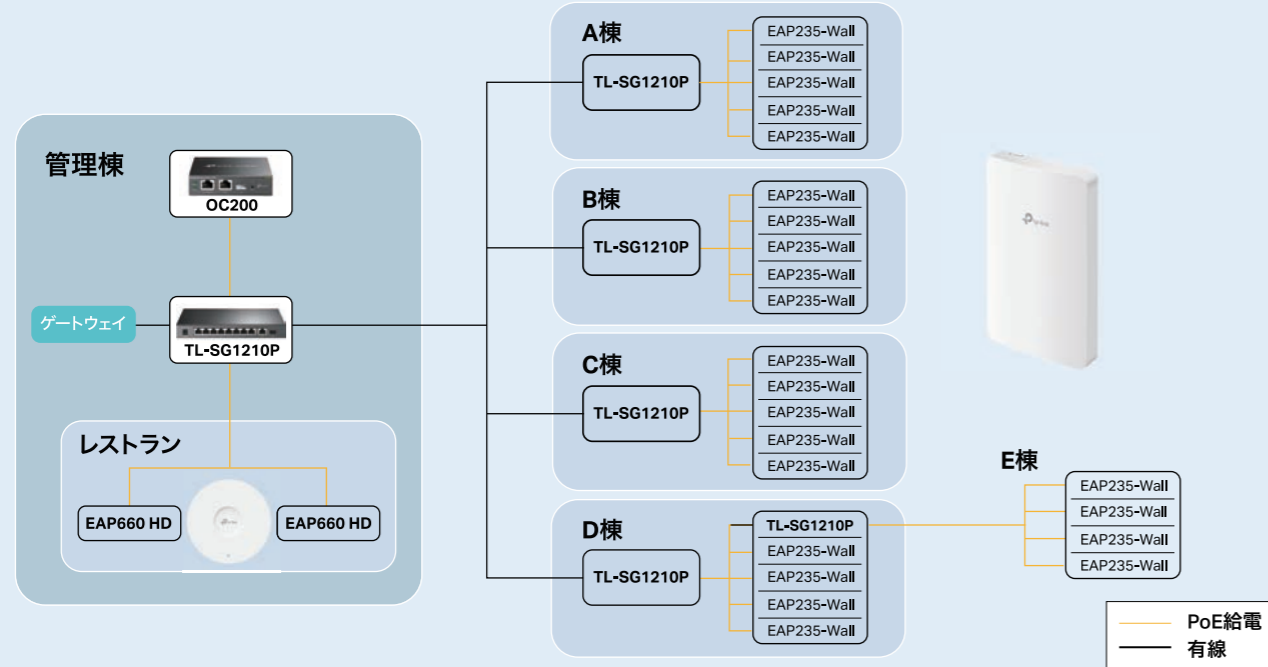 管理棟
OC200
ゲートウェイ
TL-SG1210P
レストラン
EAP660 HD
EAP660 HD
A棟
TL-SG1210P
EAP235-Wall
EAP235-Wall
EAP235-Wall
EAP235-Wall
EAP235-Wall
B棟
TL-SG1210P
EAP235-Wall
EAP235-Wall
EAP235-Wall
EAP235-Wall
EAP235-Wall
C棟
TL-SG1210P
EAP235-Wall
EAP235-Wall
EAP235-Wall
EAP235-Wall
EAP235-Wall
D棟
TL-SG1210P
TL-SG1210P
EAP235-Wall
EAP235-Wall
EAP235-Wall
EAP235-Wall
E棟
EAP235-Wall
EAP235-Wall
EAP235-Wall
EAP235-Wall
PoE給電
有線